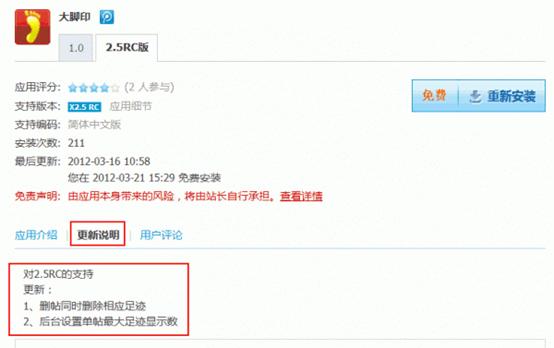 大脚印
1.0
2.5RC版
应用评分: (2 人参与)
支持版本: X2.5 RC 应用细节
支持编码: 简体中文版
安装次数: 211
最后更新: 2012-03-16 10:58
您在 2012-03-21 15:29 免费安装
免责声明: 由应用本身带来的风险，将由站长自行承担。查看详情
免费 重新安装
应用介绍 更新说明 用户评论
对2.5RC的支持
更新：
1、删帖同时删除相应足迹
2、后台设置单帖最大足迹显示数